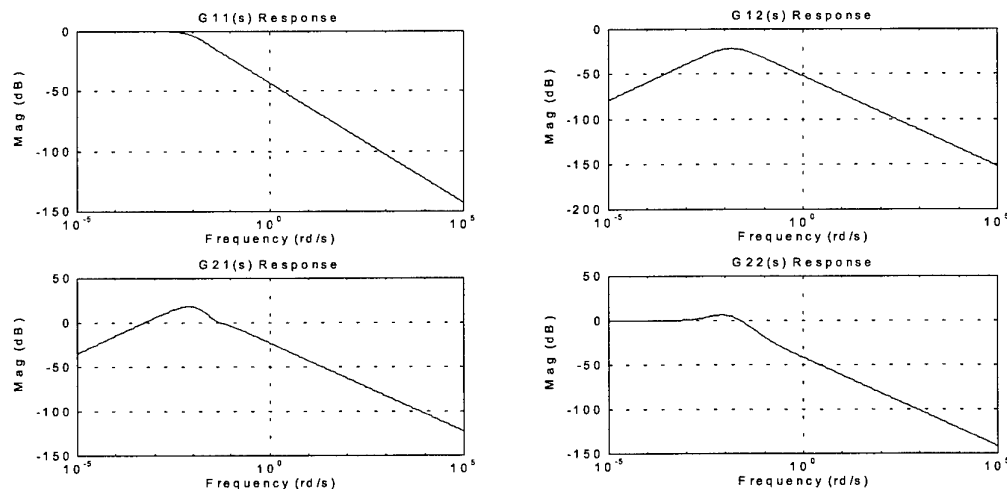 G11(s) Response
0
-50
-100
-150
Mag (dB)
10^-5
10^0
10^5
Frequency (rd/s)
G12(s) Response
0
-50
-100
-150
-200
Mag (dB)
10^-5
10^0
10^5
Frequency (rd/s)
G21(s) Response
50
0
-50
-100
-150
Mag (dB)
10^-5
10^0
10^5
Frequency (rd/s)
G22(s) Response
50
0
-50
-100
-150
Mag (dB)
10^-5
10^0
10^5
Frequency (rd/s)